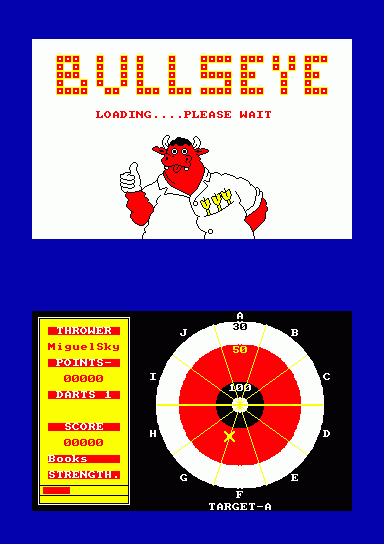 BULLSEYE
LOADING....PLEASE WAIT
THROWER
MiguelSky
POINTS-
00000
DARTS 1
SCORE
00000
Books
STRENGTH.
A
30
J
B
50
I
C
100
H
D
G
E
F
TARGET-A